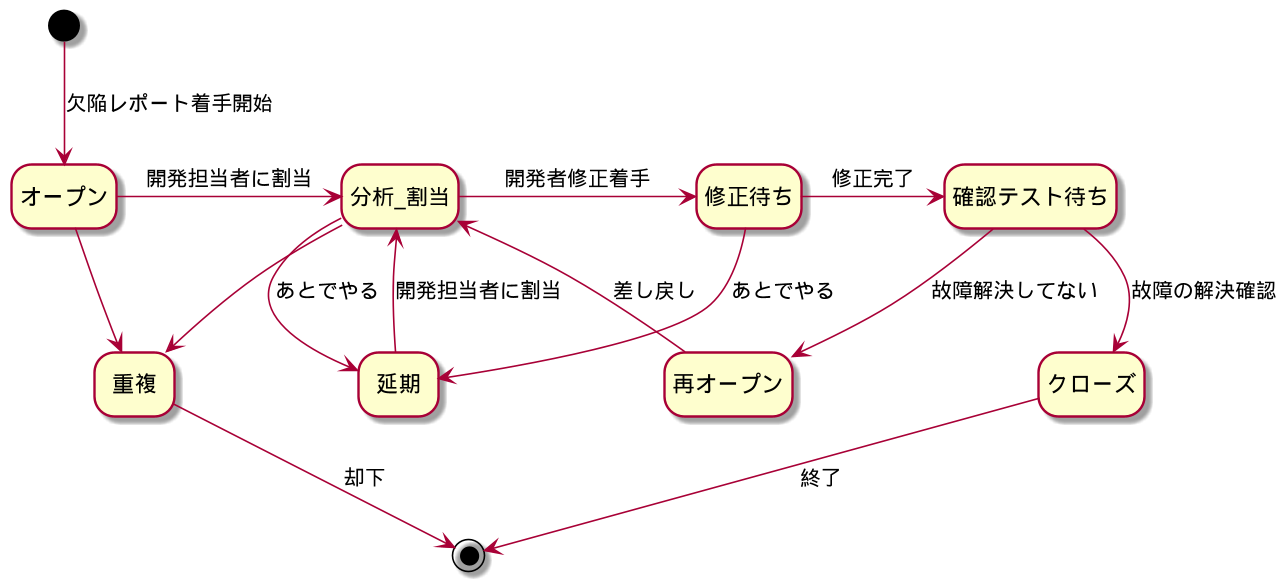 欠陥レポート着手開始
オープン
開発担当者に割当
分析_割当
開発者修正着手
修正待ち
修正完了
確認テスト待ち
あとでやる
開発担当者に割当
差し戻し
あとでやる
故障解決してない
故障の解決確認
重複
延期
再オープン
クローズ
却下
終了